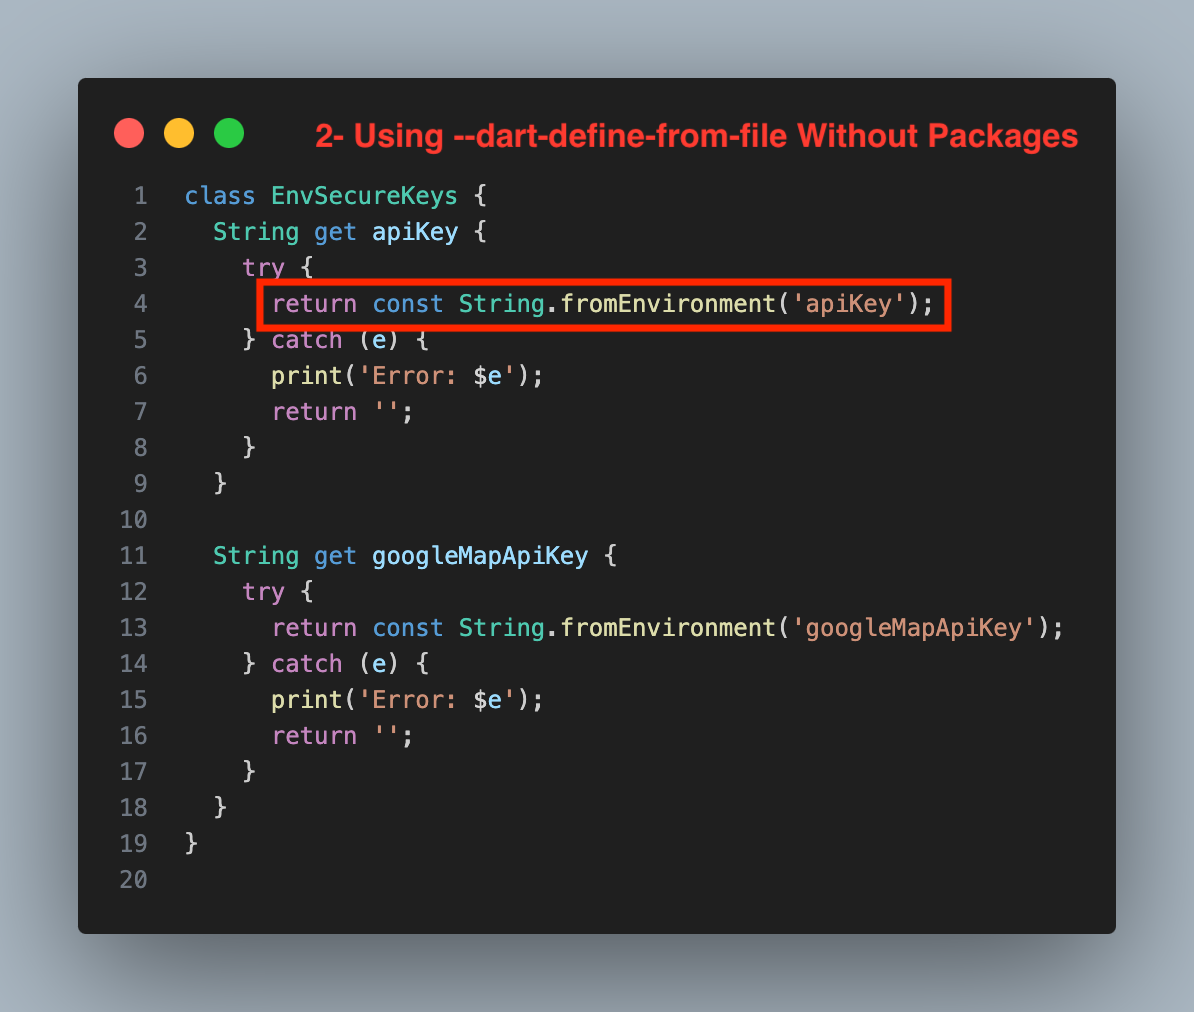 2- Using --dart-define-from-file Without Packages
1 class EnvSecureKeys {
2   String get apiKey {
3     try {
4       return const String.fromEnvironment('apiKey');
5     } catch (e) {
6       print('Error: $e');
7       return '';
8     }
9   }
10
11   String get googleMapApiKey {
12     try {
13       return const String.fromEnvironment('googleMapApiKey');
14     } catch (e) {
15       print('Error: $e');
16       return '';
17     }
18   }
19 }
20